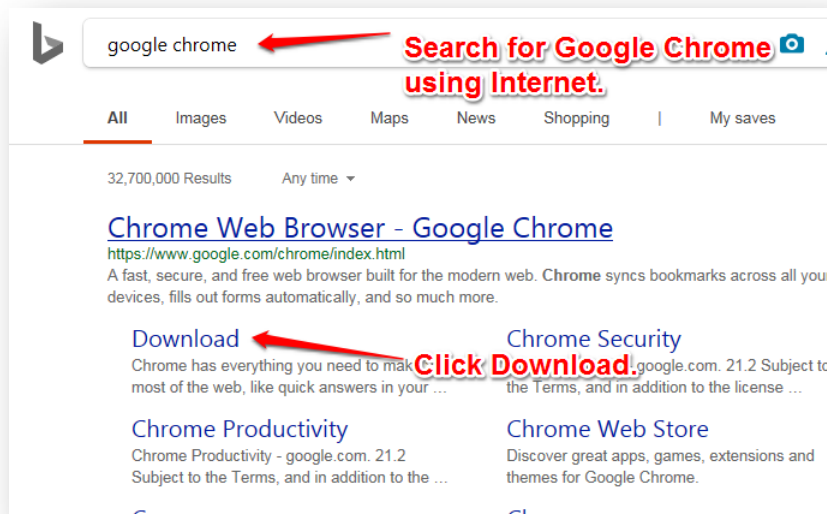 google chrome
Search for Google Chrome
using Internet.
All Images Videos Maps News Shopping | My saves
32,700,000 Results Any time
Chrome Web Browser - Google Chrome
https://www.google.com/chrome/index.html
A fast, secure, and free web browser built for the modern web. Chrome syncs bookmarks across all your
devices, fills out forms automatically, and so much more.
Download
Chrome has everything you need to make
most of the web, like quick answers in your ...
Click Download.
Chrome Security
google.com. 21.2 Subject to
the Terms, and in addition to the license ...
Chrome Productivity
Chrome Productivity - google.com. 21.2
Subject to the Terms, and in addition to the ...
Chrome Web Store
Discover great apps, games, extensions and
themes for Google Chrome.